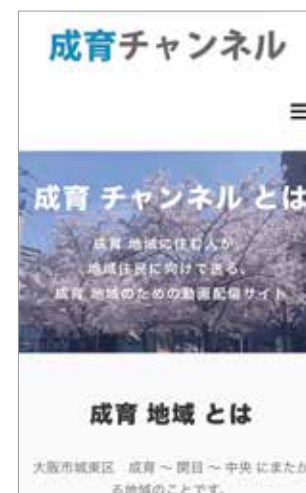 成育チャンネル
成育 チャンネル とは
成育 地域に住む人が、
地域住民に向けて送る、
成育 地域のための動画配信サイト
成育 地域 とは
大阪市城東区 成育 ~ 関目 ~ 中央 にまたが
る地域のことです。